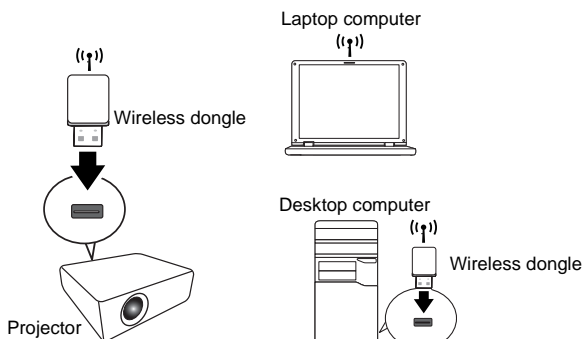 Laptop computer
Wireless dongle
Desktop computer
Wireless dongle
Projector